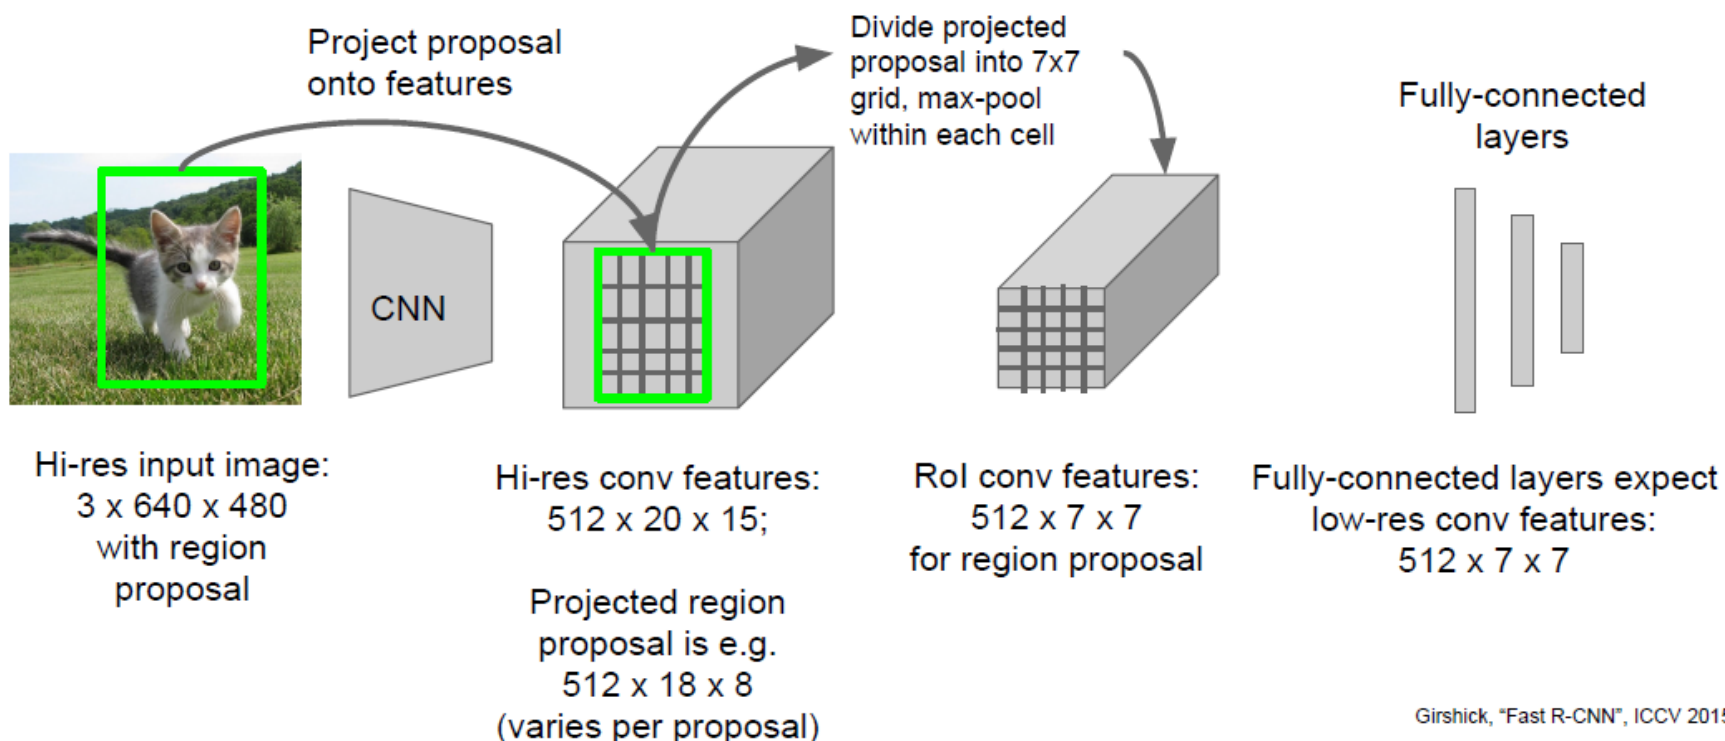 Project proposal
onto features
Divide projected
proposal into 7x7
grid, max-pool
within each cell
Fully-connected
layers
CNN
Hi-res input image:
3 x 640 x 480
with region
proposal
Hi-res conv features:
512 x 20 x 15;
Projected region
proposal is e.g.
512 x 18 x 8
(varies per proposal)
RoI conv features:
512 x 7 x 7
for region proposal
Fully-connected layers expect
low-res conv features:
512 x 7 x 7
Girshick, “Fast R-CNN”, ICCV 2015